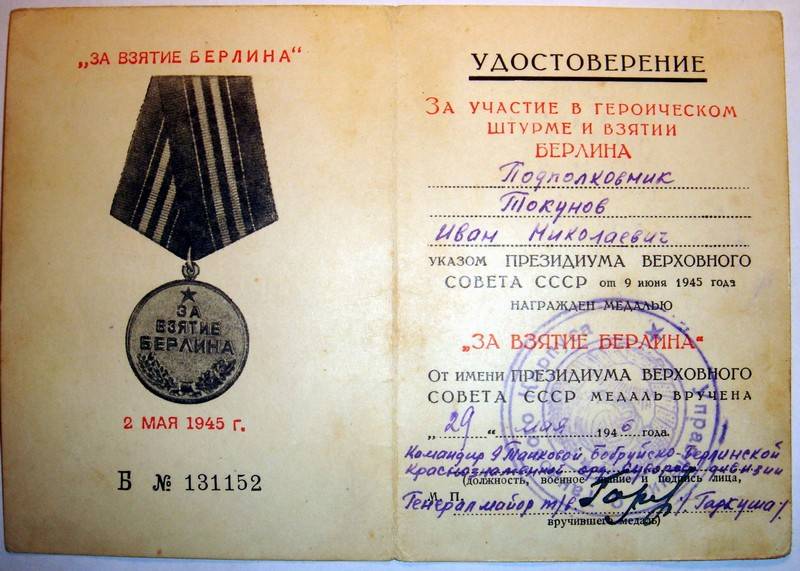 „ЗА ВЗЯТИЕ БЕРЛИНА“
ЗА
ВЗЯТИЕ
БЕРЛИНА
2 МАЯ 1945 г.
Б № 131152
УДОСТОВЕРЕНИЕ
ЗА УЧАСТИЕ В ГЕРОИЧЕСКОМ
ШТУРМЕ И ВЗЯТИИ
БЕРЛИНА
Подполковник
Токунов
Иван Николаевич
УКАЗОМ ПРЕЗИДИУМА ВЕРХОВНОГО
СОВЕТА СССР от 9 июня 1945 года
НАГРАЖДЕН МЕДАЛЬЮ
„ЗА ВЗЯТИЕ БЕРЛИНА“
ОТ ИМЕНИ ПРЕЗИДИУМА ВЕРХОВНОГО
СОВЕТА СССР МЕДАЛЬ ВРУЧЕНА
„29“ мая 1946 года.
Командир 9 Танковой Бобруйско-Берлинской
Краснознаменной орд. Суворова дивизии
(должность, военное звание и подпись лица,
М. П.
Генерал майор т/в. /Гаркуша/
вручившего медаль)
Корпуса
Управ